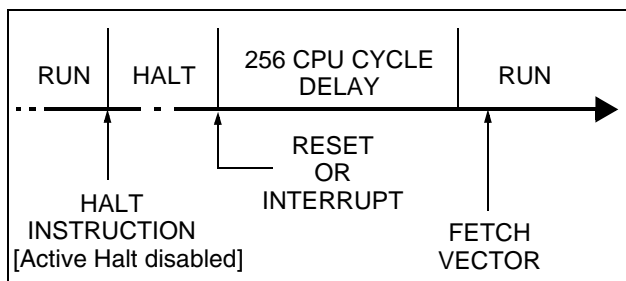 RUN
HALT
256 CPU CYCLE
DELAY
RUN
RESET
OR
INTERRUPT
HALT
INSTRUCTION
[Active Halt disabled]
FETCH
VECTOR